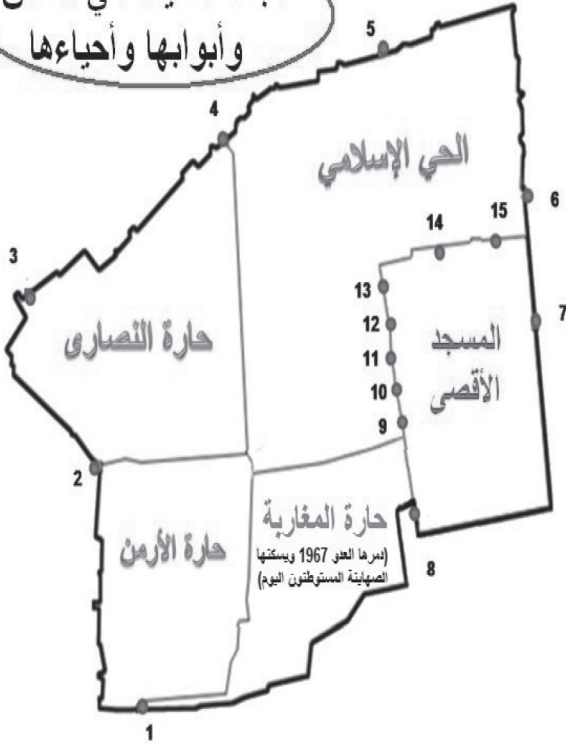 وأبوابها وأحياءها
5
4
الحي الإسلامي
6
15
14
3
13
7
المسجد
الأقصى
12
حارة النصارى
11
10
9
2
حارة المغاربة
(دمرها العدو 1967 ويسكنها
الصهاينة المستوطنون اليوم)
حارة الأرمن
8
1